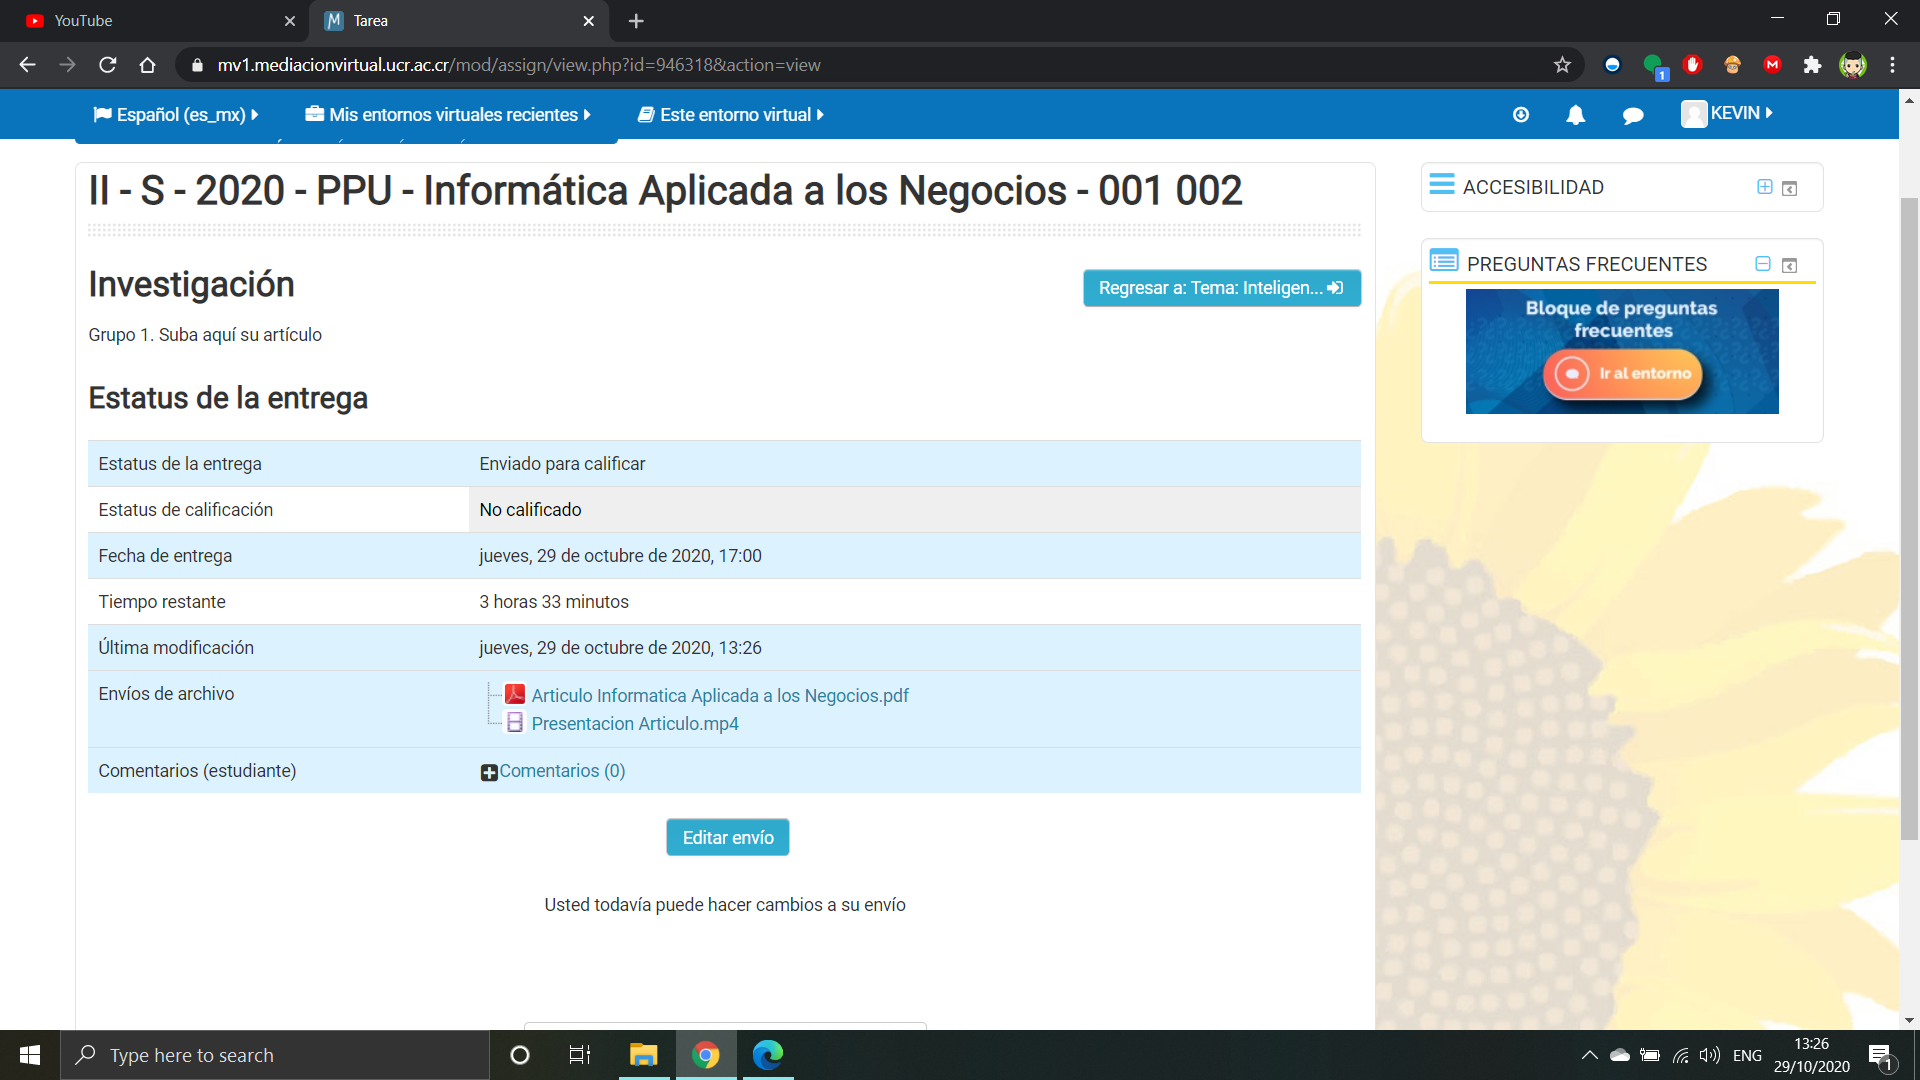 YouTube
Tarea
mv1.mediacionvirtual.ucr.ac.cr/mod/assign/view.php?id=946318&action=view
1
Español (es_mx)
Mis entornos virtuales recientes
Este entorno virtual
KEVIN
II - S - 2020 - PPU - Informática Aplicada a los Negocios - 001 002
ACCESIBILIDAD
Investigación
Regresar a: Tema: Inteligen...
PREGUNTAS FRECUENTES
Bloque de preguntas
frecuentes
Ir al entorno
Grupo 1. Suba aquí su artículo
Estatus de la entrega
Estatus de la entrega Enviado para calificar
Estatus de calificación No calificado
Fecha de entrega jueves, 29 de octubre de 2020, 17:00
Tiempo restante 3 horas 33 minutos
Última modificación jueves, 29 de octubre de 2020, 13:26
Envíos de archivo Articulo Informatica Aplicada a los Negocios.pdf
Presentacion Articulo.mp4
Comentarios (estudiante) Comentarios (0)
Editar envío
Usted todavía puede hacer cambios a su envío
Type here to search
ENG
13:26
29/10/2020
1